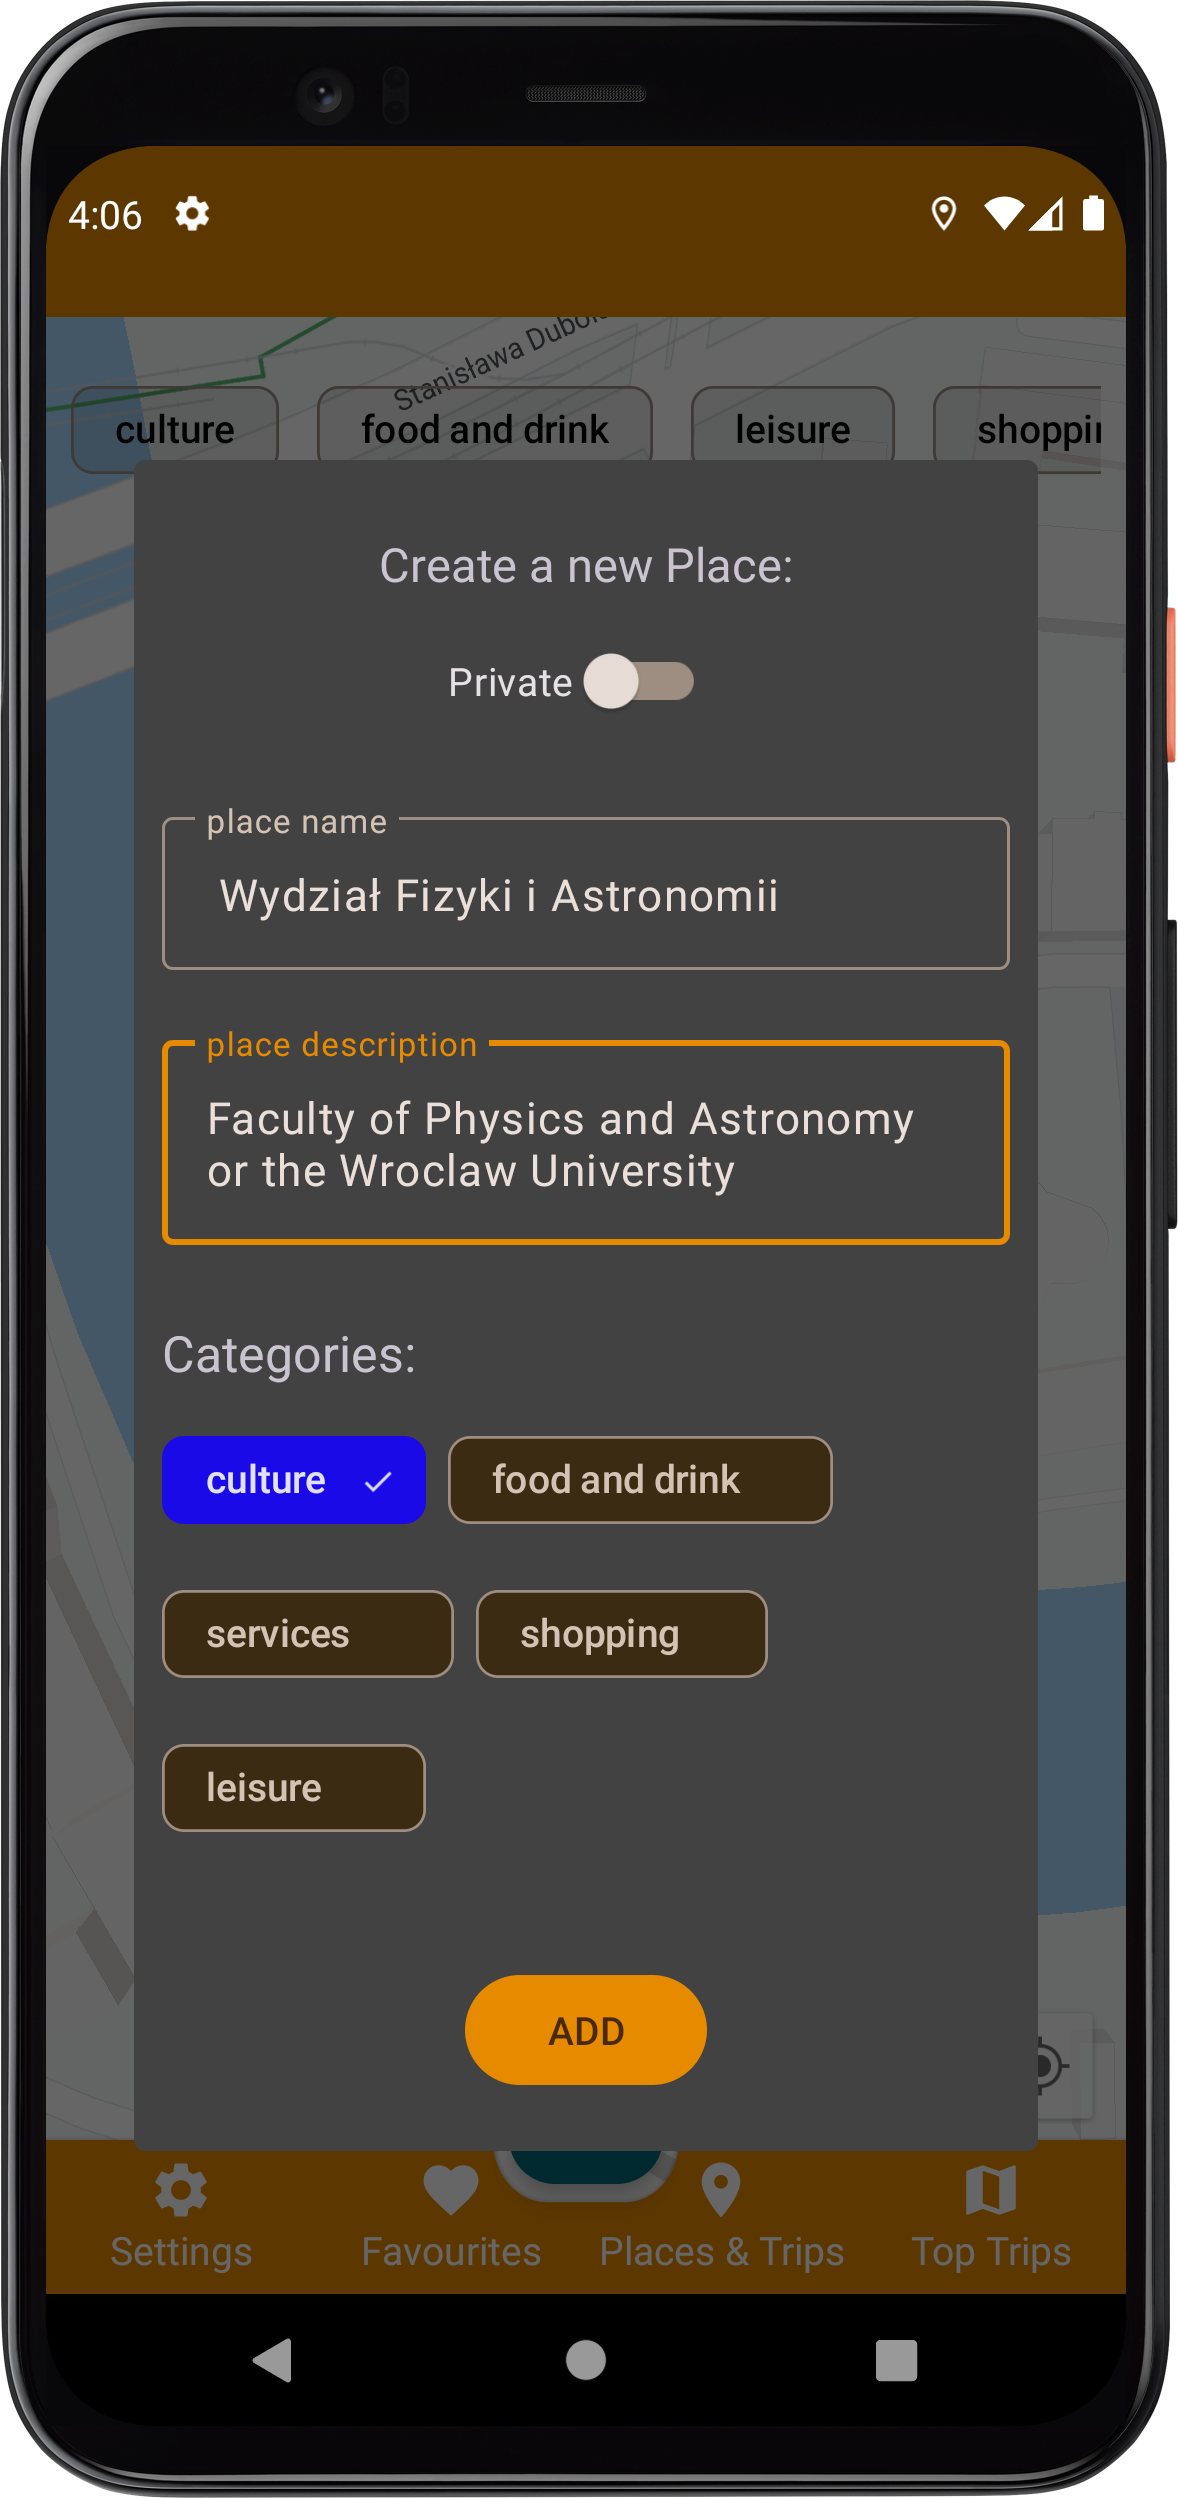 4:06
Stanisława Dubois
culture
food and drink
leisure
shoppin
Create a new Place:
Private
place name
Wydział Fizyki i Astronomii
place description
Faculty of Physics and Astronomy
or the Wroclaw University
Categories:
culture
food and drink
services
shopping
leisure
ADD
Settings
Favourites
Places & Trips
Top Trips